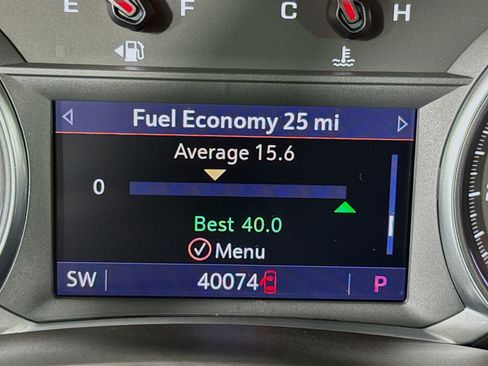 E F C H
Fuel Economy 25 mi
Average 15.6
0
Best 40.0
Menu
SW 40074 P